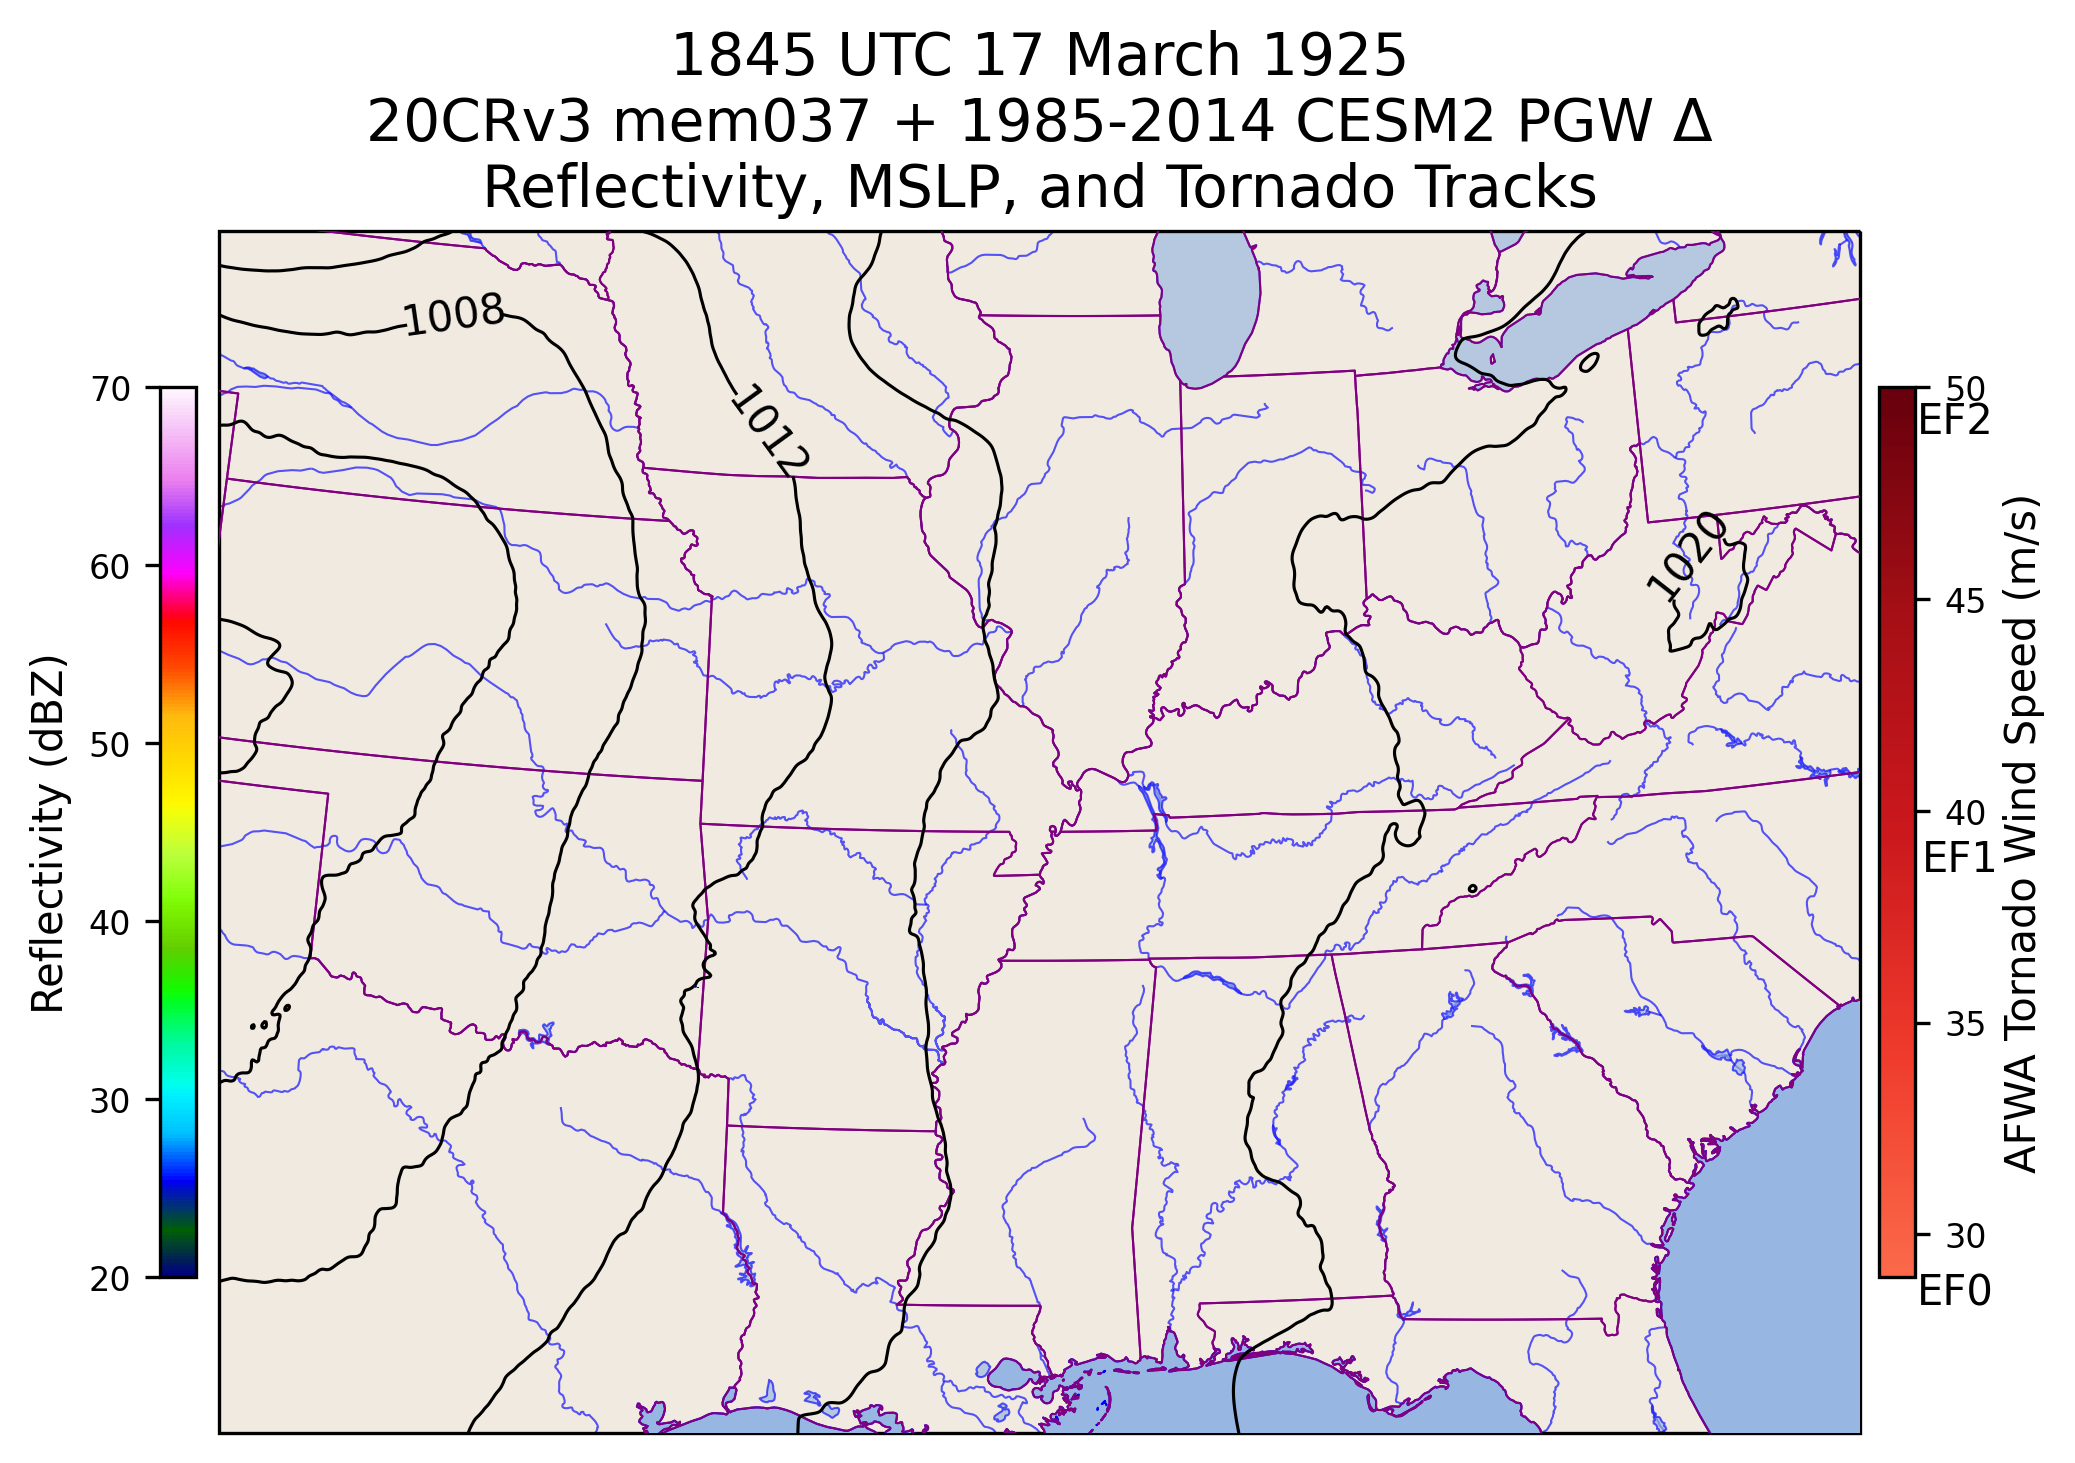 1845 UTC 17 March 1925
20CRv3 mem037 + 1985-2014 CESM2 PGW Δ
Reflectivity, MSLP, and Tornado Tracks
1008
1012
1020
Reflectivity (dBZ)
70
60
50
40
30
20
50
EF2
45
40
EF1
35
30
EF0
AFWA Tornado Wind Speed (m/s)